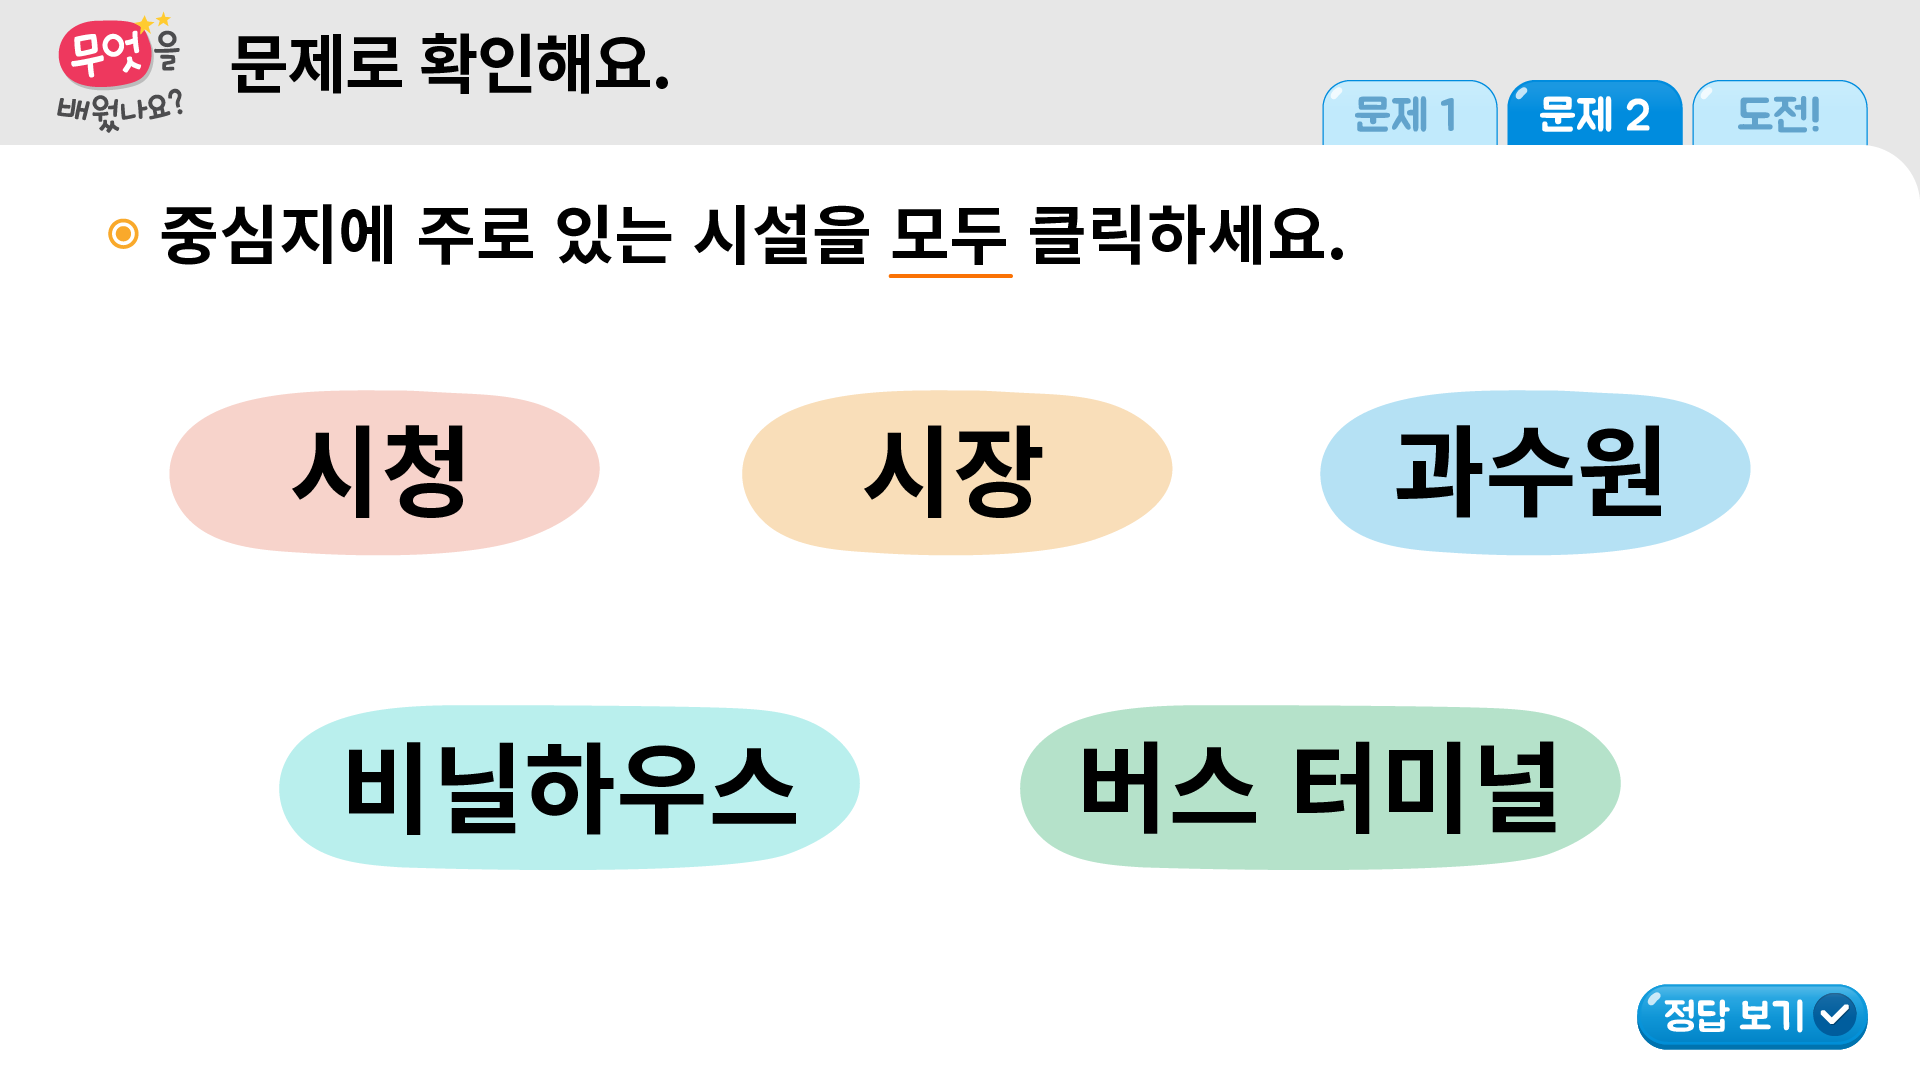 무엇을
배웠나요?
문제로 확인해요.
문제 1
문제 2
도전!
중심지에 주로 있는 시설을 모두 클릭하세요.
시청
시장
과수원
비닐하우스
버스 터미널
정답 보기